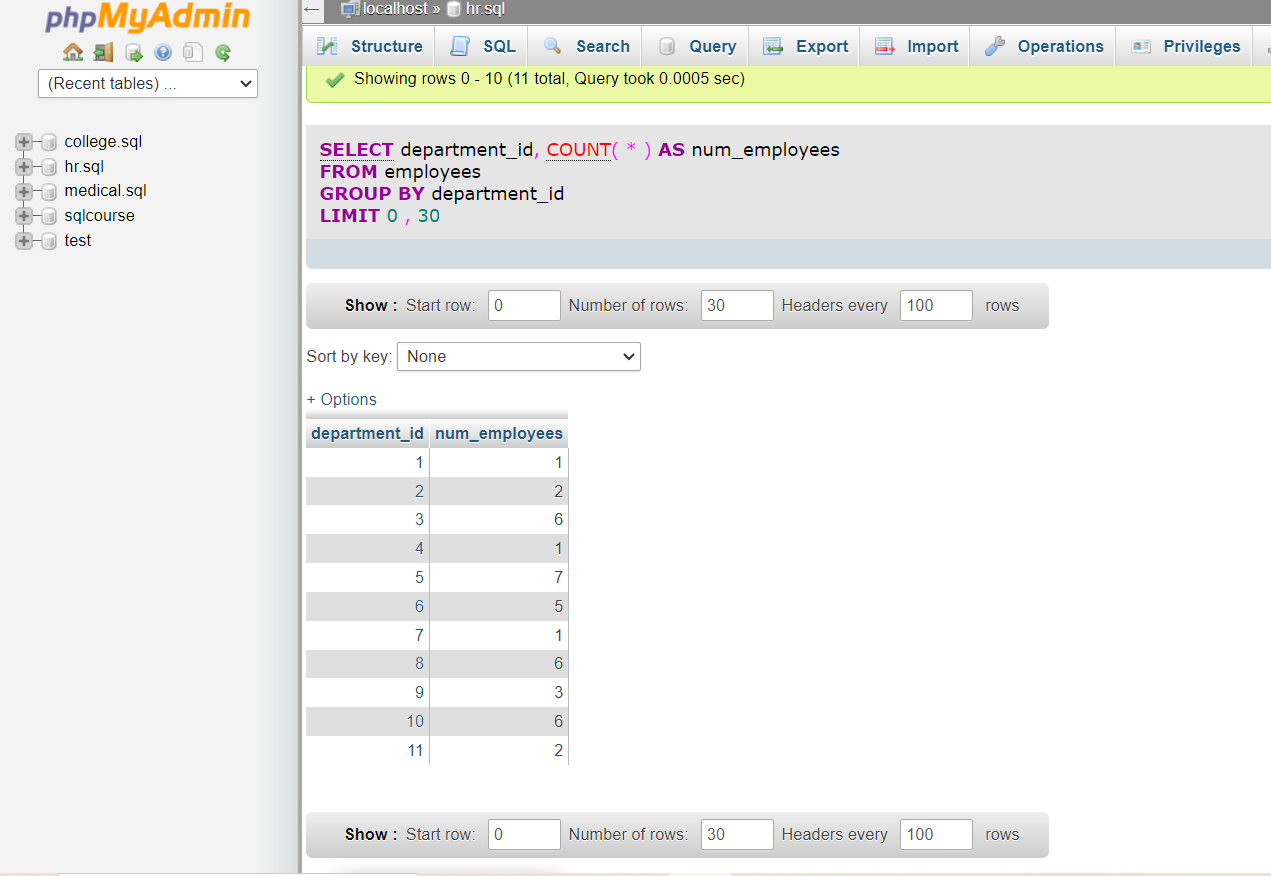 phpMyAdmin
(Recent tables) ...
college.sql
hr.sql
medical.sql
sqlcourse
test
localhost » hr.sql
Structure SQL Search Query Export Import Operations Privileges
Showing rows 0 - 10 (11 total, Query took 0.0005 sec)
SELECT department_id, COUNT( * ) AS num_employees
FROM employees
GROUP BY department_id
LIMIT 0 , 30
Show : Start row: 0 Number of rows: 30 Headers every 100 rows
Sort by key: None
+ Options
department_id num_employees
1 1
2 2
3 6
4 1
5 7
6 5
7 1
8 6
9 3
10 6
11 2
Show : Start row: 0 Number of rows: 30 Headers every 100 rows